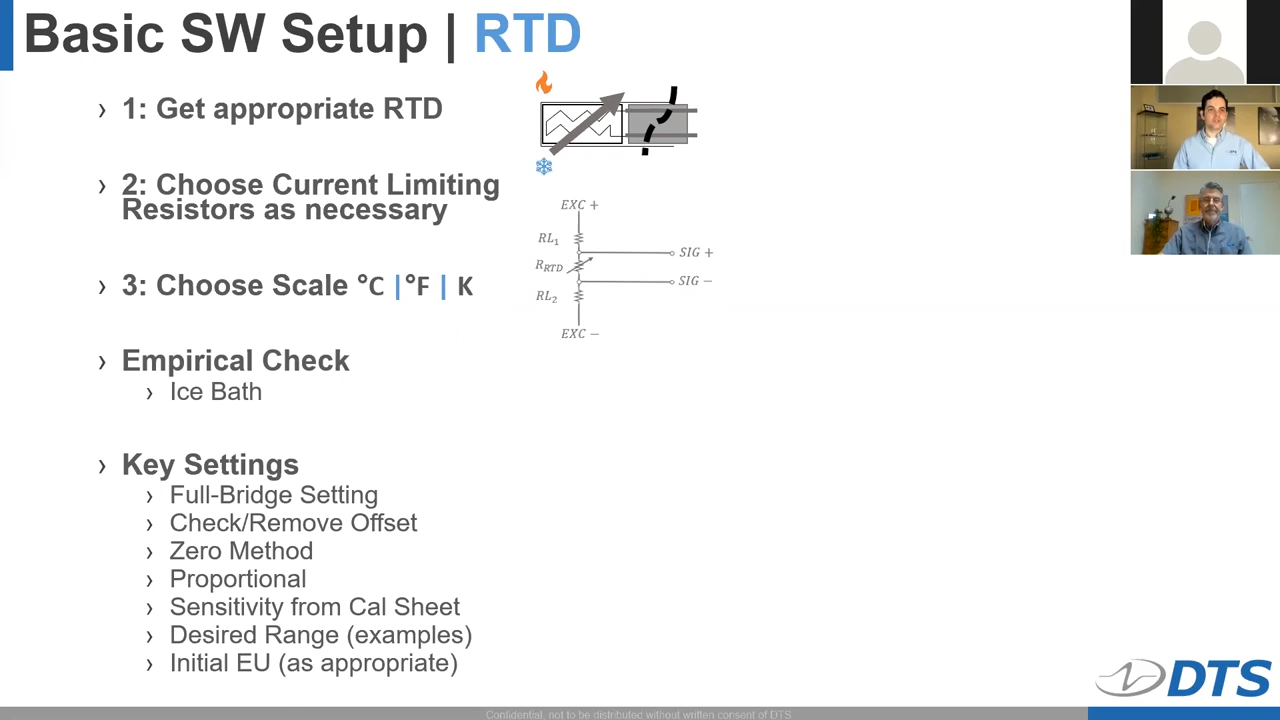 Basic SW Setup | RTD
› 1: Get appropriate RTD
› 2: Choose Current Limiting
Resistors as necessary
› 3: Choose Scale °C |°F | K
› Empirical Check
› Ice Bath
› Key Settings
› Full-Bridge Setting
› Check/Remove Offset
› Zero Method
› Proportional
› Sensitivity from Cal Sheet
› Desired Range (examples)
› Initial EU (as appropriate)
EXC +
RL1
SIG +
RRTD
SIG −
RL2
EXC −
DTS
Confidential, not to be distributed without written consent of DTS